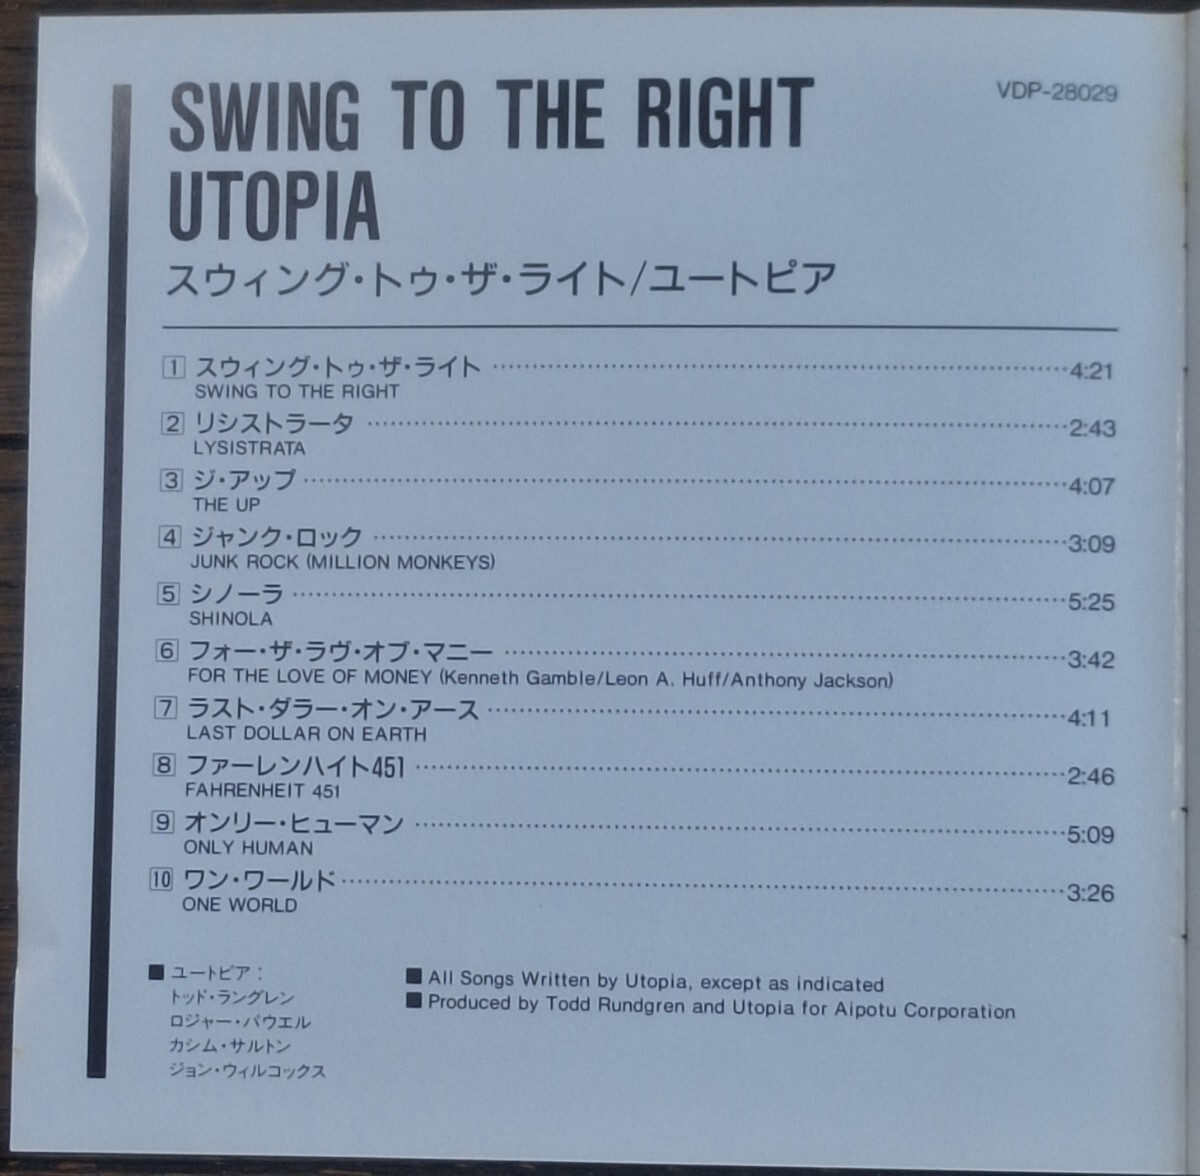 SWING TO THE RIGHT
VDP-28029
UTOPIA
スウィング・トゥ・ザ・ライト/ユートピア
1 スウィング・トゥ・ザ・ライト 4:21
SWING TO THE RIGHT
2 リシストラータ 2:43
LYSISTRATA
3 ジ・アップ 4:07
THE UP
4 ジャンク・ロック 3:09
JUNK ROCK (MILLION MONKEYS)
5 シノーラ 5:25
SHINOLA
6 フォー・ザ・ラヴ・オブ・マニー 3:42
FOR THE LOVE OF MONEY (Kenneth Gamble/Leon A. Huff/Anthony Jackson)
7 ラスト・ダラー・オン・アース 4:11
LAST DOLLAR ON EARTH
8 ファーレンハイト451 2:46
FAHRENHEIT 451
9 オンリー・ヒューマン 5:09
ONLY HUMAN
10 ワン・ワールド 3:26
ONE WORLD
■ユートピア:
トッド・ラングレン
ロジャー・パウエル
カシム・サルトン
ジョン・ウィルコックス
■All Songs Written by Utopia, except as indicated
■Produced by Todd Rundgren and Utopia for Aipotu Corporation